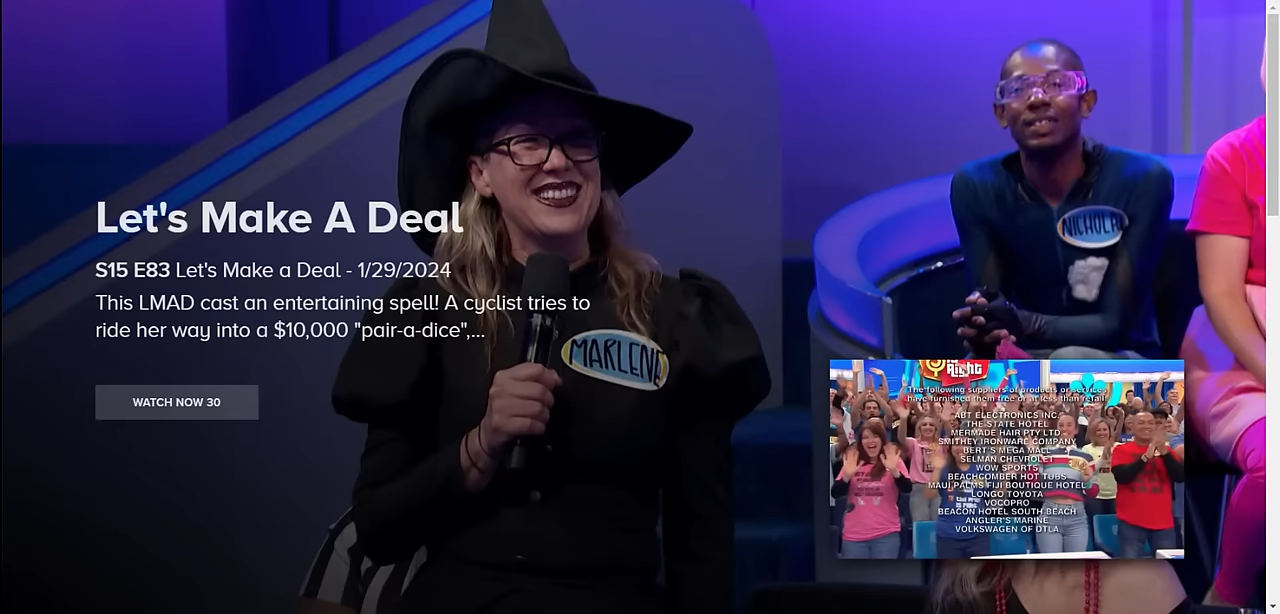 Let's Make A Deal
S15 E83 Let's Make a Deal - 1/29/2024
This LMAD cast an entertaining spell! A cyclist tries to
ride her way into a $10,000 "pair-a-dice",...
WATCH NOW 30
MARLENE
NICHOLAS
Right
The following suppliers of products or services
have furnished them free or at less than retail:
ABT ELECTRONICS INC.
THE STATE HOTEL
MERMADE HAIR PTY LTD
SMITHEY IRONWARE COMPANY
BERT'S MEGA MALL
SELMAN CHEVROLET
WOW SPORTS
BEACHCOMBER HOT TUBS
MAUI PALMS FIJI BOUTIQUE HOTEL
LONGO TOYOTA
VOCOPRO
BEACON HOTEL SOUTH BEACH
ANGLER'S MARINE
VOLKSWAGEN OF DTLA